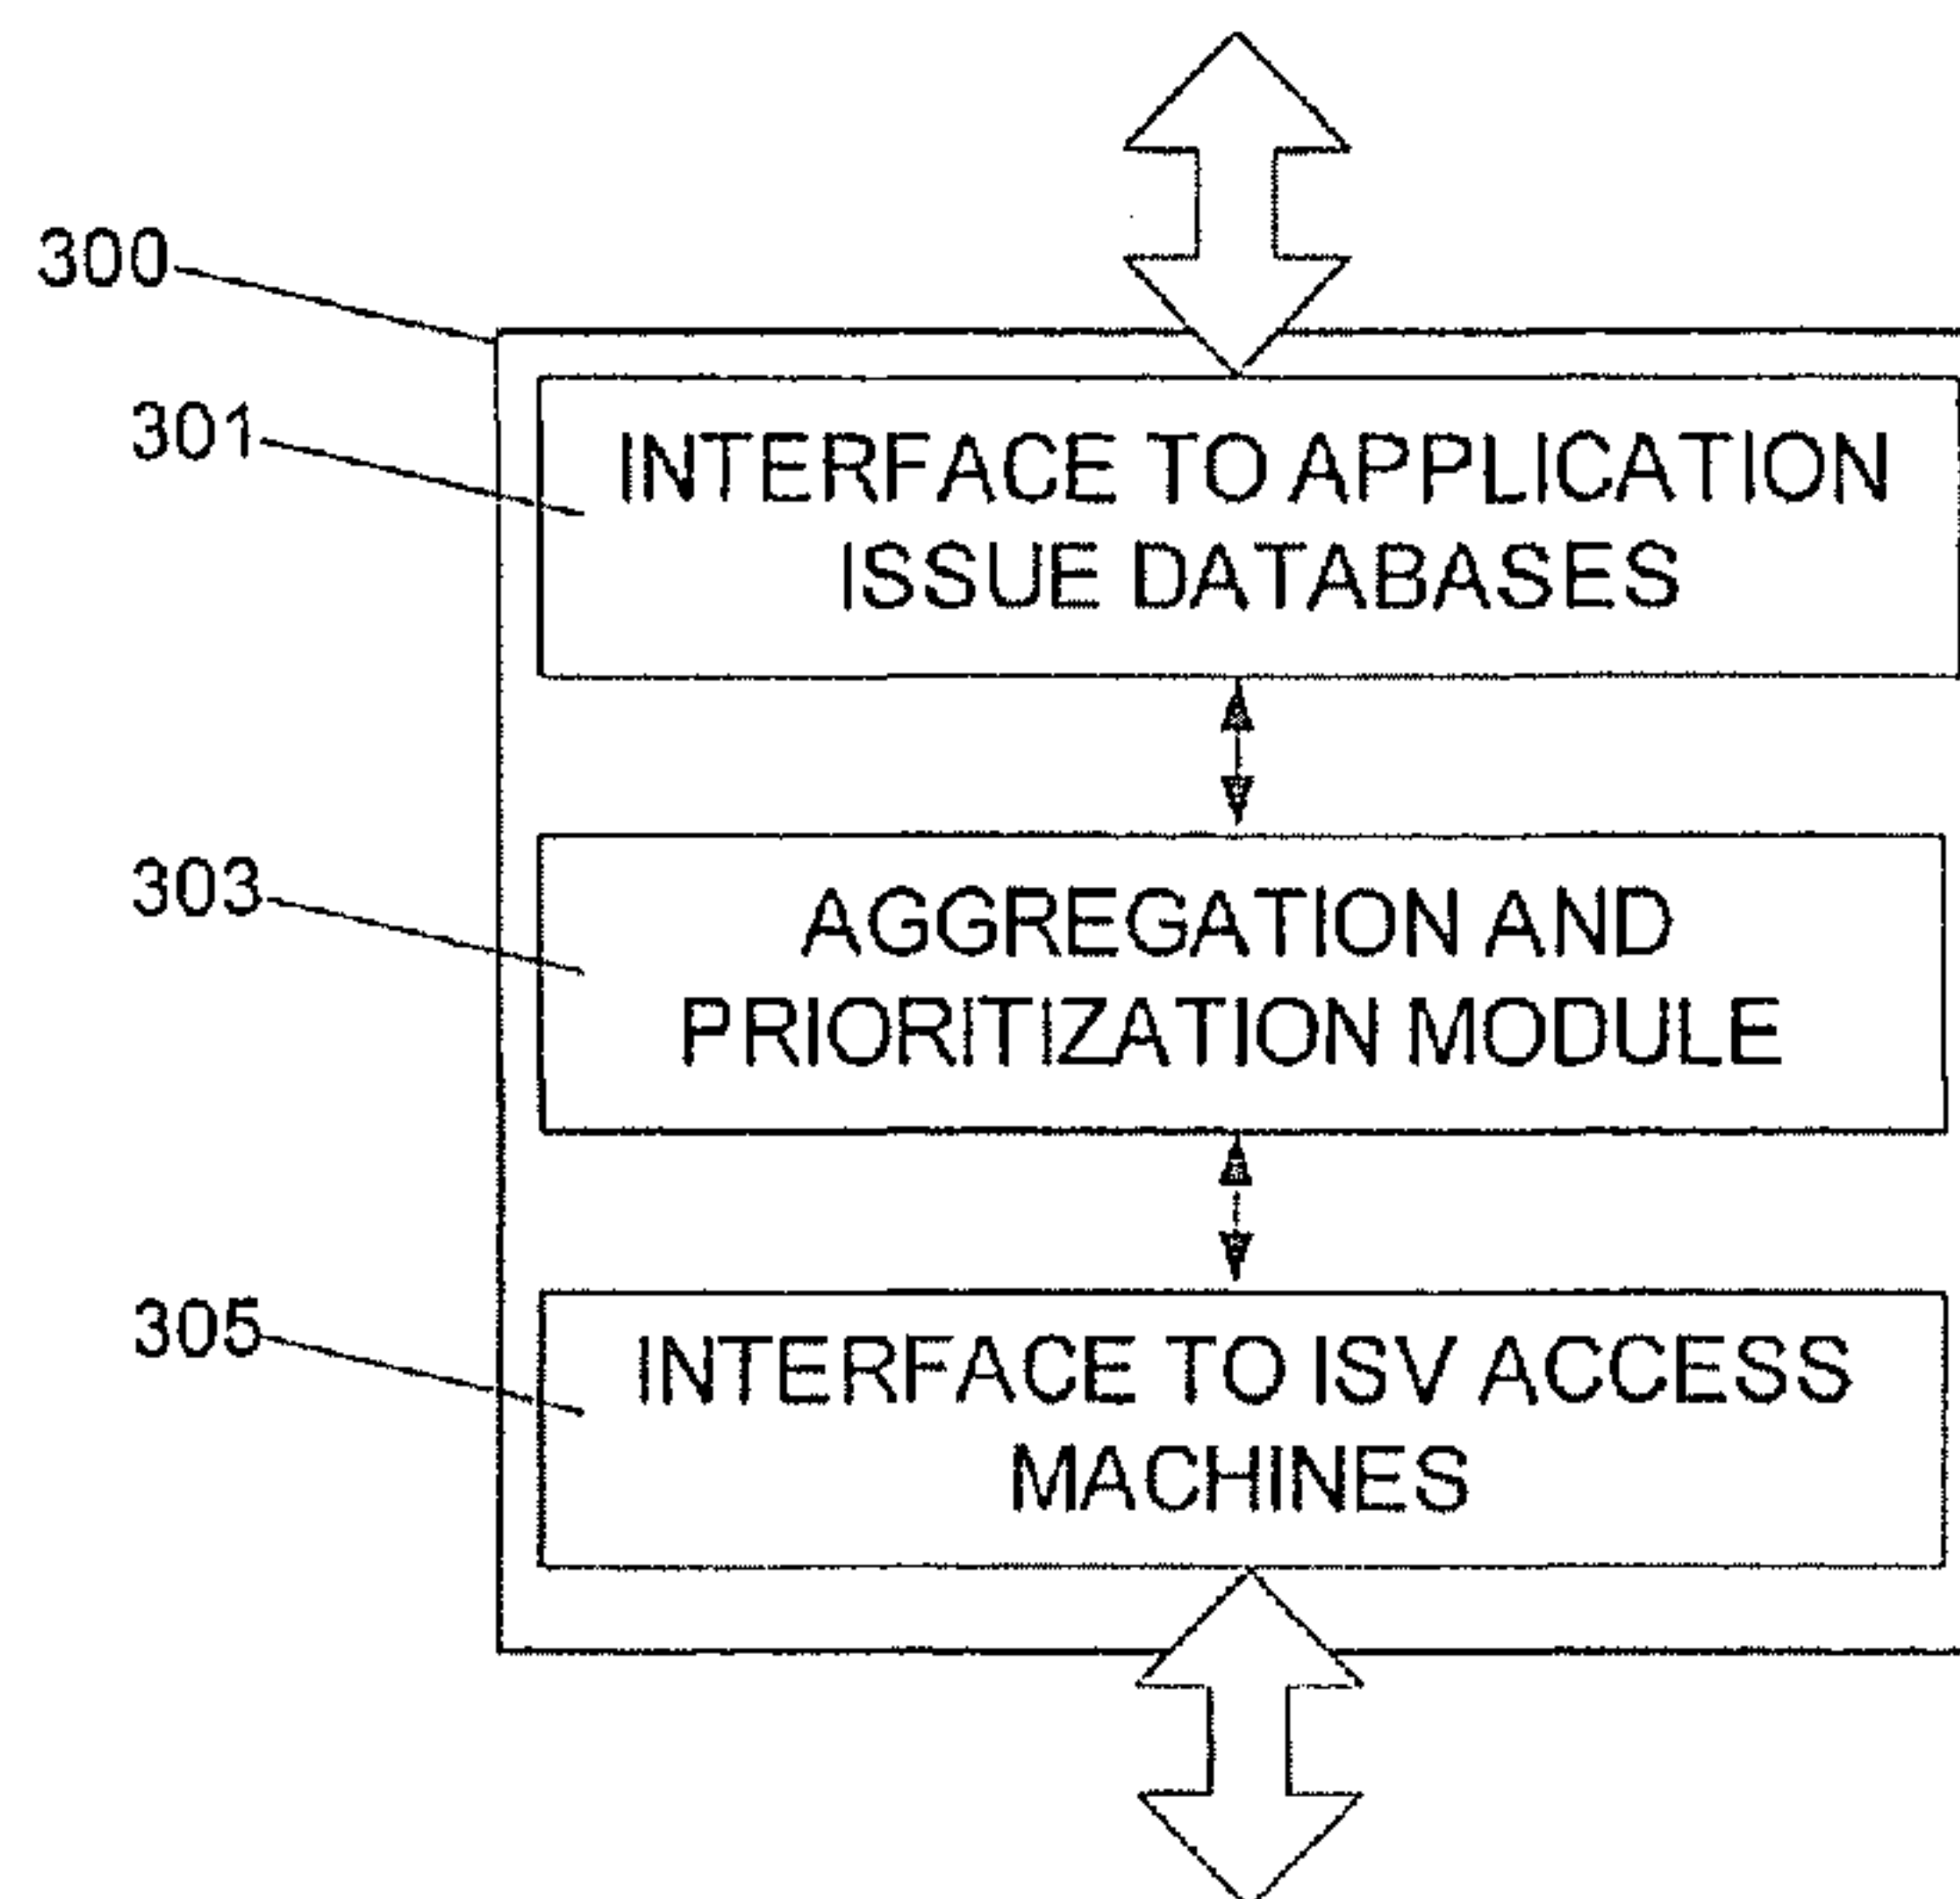 300
301
INTERFACE TO APPLICATION
ISSUE DATABASES
303
AGGREGATION AND
PRIORITIZATION MODULE
305
INTERFACE TO ISV ACCESS
MACHINES